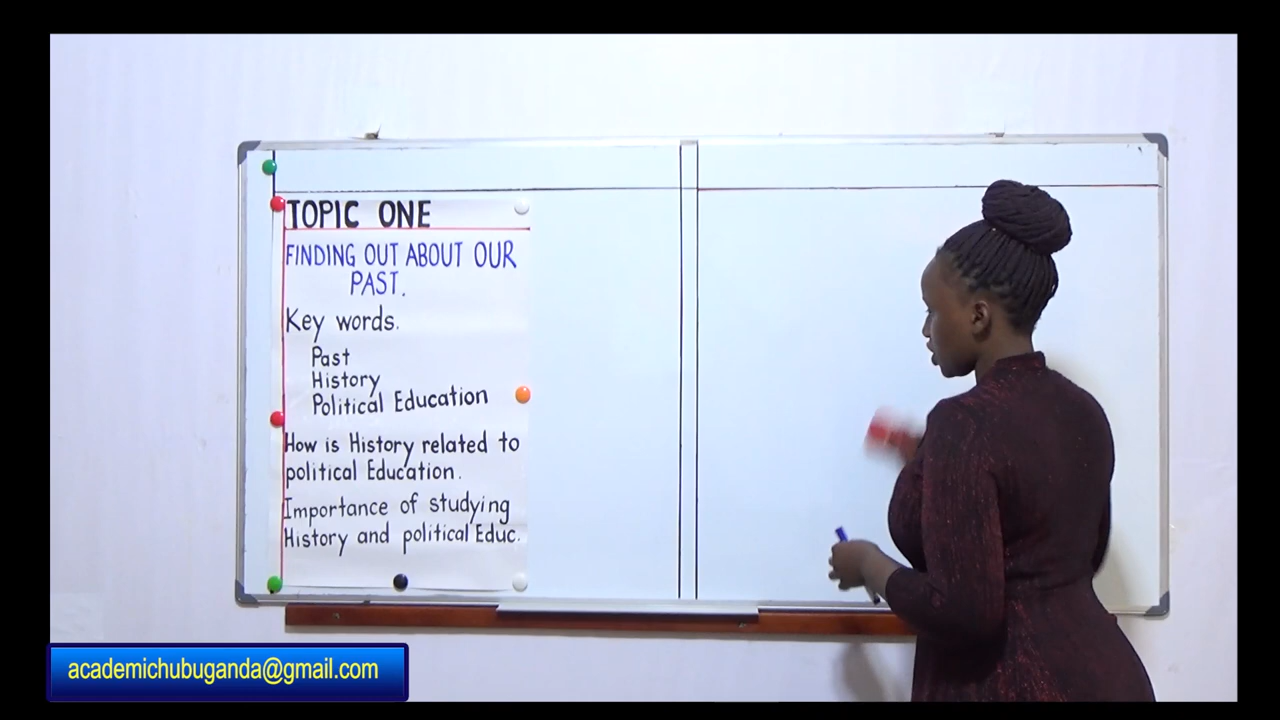 TOPIC ONE
FINDING OUT ABOUT OUR
PAST.
Key words.
Past
History
Political Education
How is History related to
political Education.
Importance of studying
History and political Educ.
academichubuganda@gmail.com